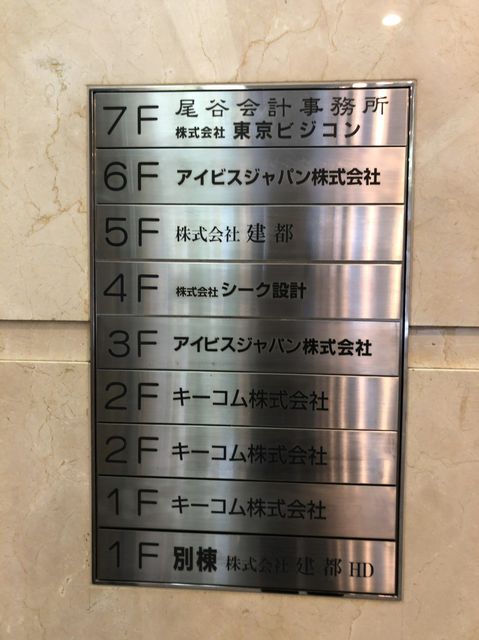 7F 尾谷会計事務所
株式会社 東京ビジコン
6F アイビスジャパン株式会社
5F 株式会社 建都
4F 株式会社 シーク設計
3F アイビスジャパン株式会社
2F キーコム株式会社
2F キーコム株式会社
1F キーコム株式会社
1F 別棟 株式会社 建都 HD